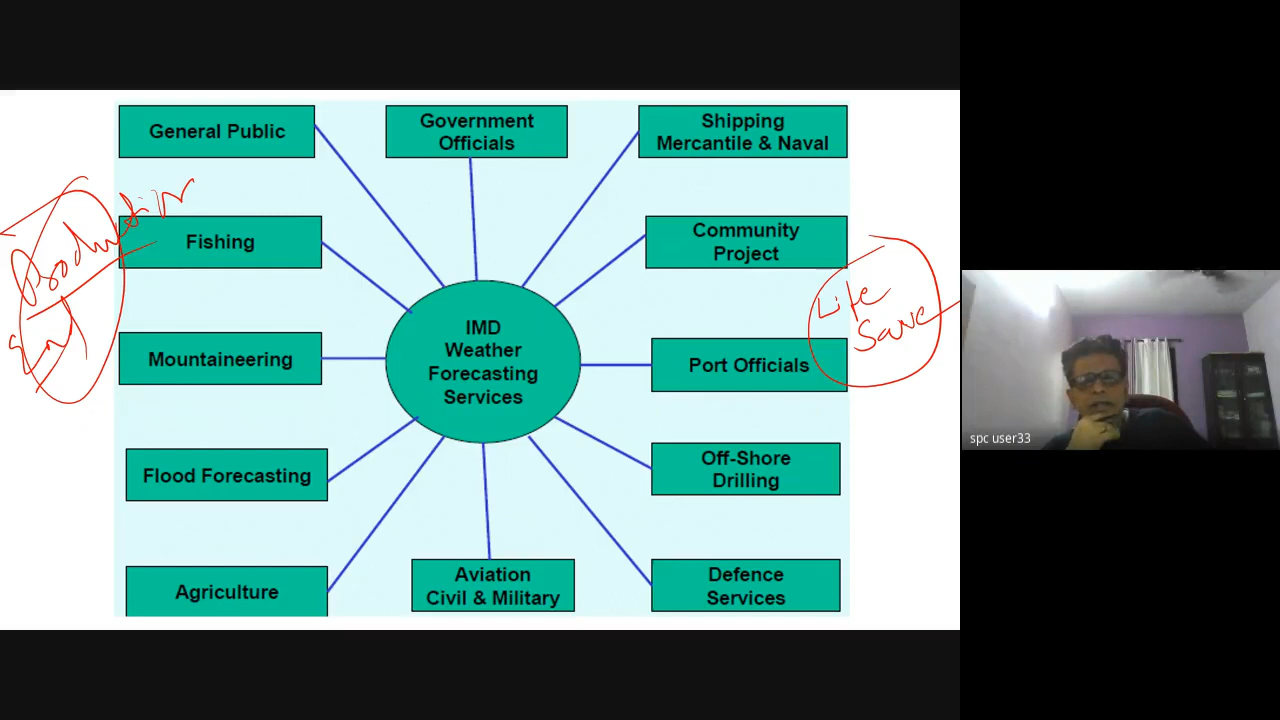 General Public
Government
Officials
Shipping
Mercantile & Naval
Production
Fishing
Community
Project
Life
Save
IMD
Weather
Forecasting
Services
Mountaineering
Port Officials
Flood Forecasting
Off-Shore
Drilling
Agriculture
Aviation
Civil & Military
Defence
Services
spc user33